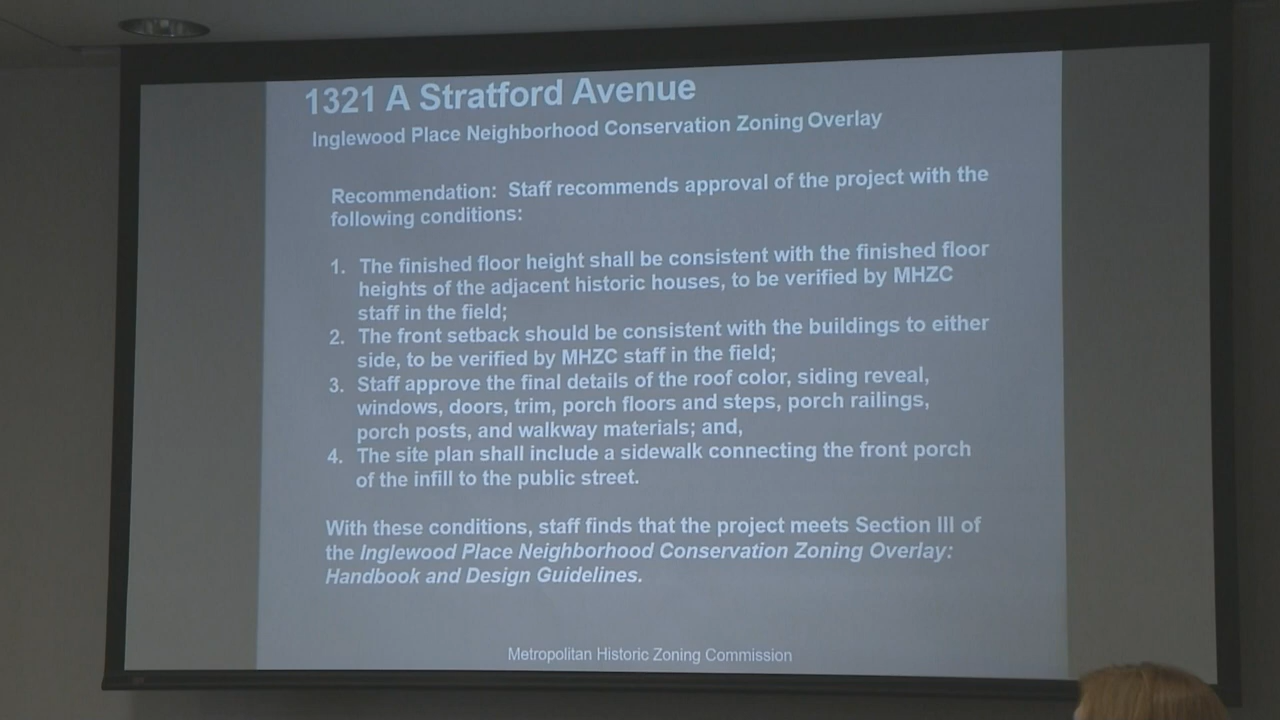 1321 A Stratford Avenue
Inglewood Place Neighborhood Conservation Zoning Overlay
Recommendation: Staff recommends approval of the project with the
following conditions:
1. The finished floor height shall be consistent with the finished floor
heights of the adjacent historic houses, to be verified by MHZC
staff in the field;
2. The front setback should be consistent with the buildings to either
side, to be verified by MHZC staff in the field;
3. Staff approve the final details of the roof color, siding reveal,
windows, doors, trim, porch floors and steps, porch railings,
porch posts, and walkway materials; and,
4. The site plan shall include a sidewalk connecting the front porch
of the infill to the public street.
With these conditions, staff finds that the project meets Section III of
the Inglewood Place Neighborhood Conservation Zoning Overlay:
Handbook and Design Guidelines.
Metropolitan Historic Zoning Commission